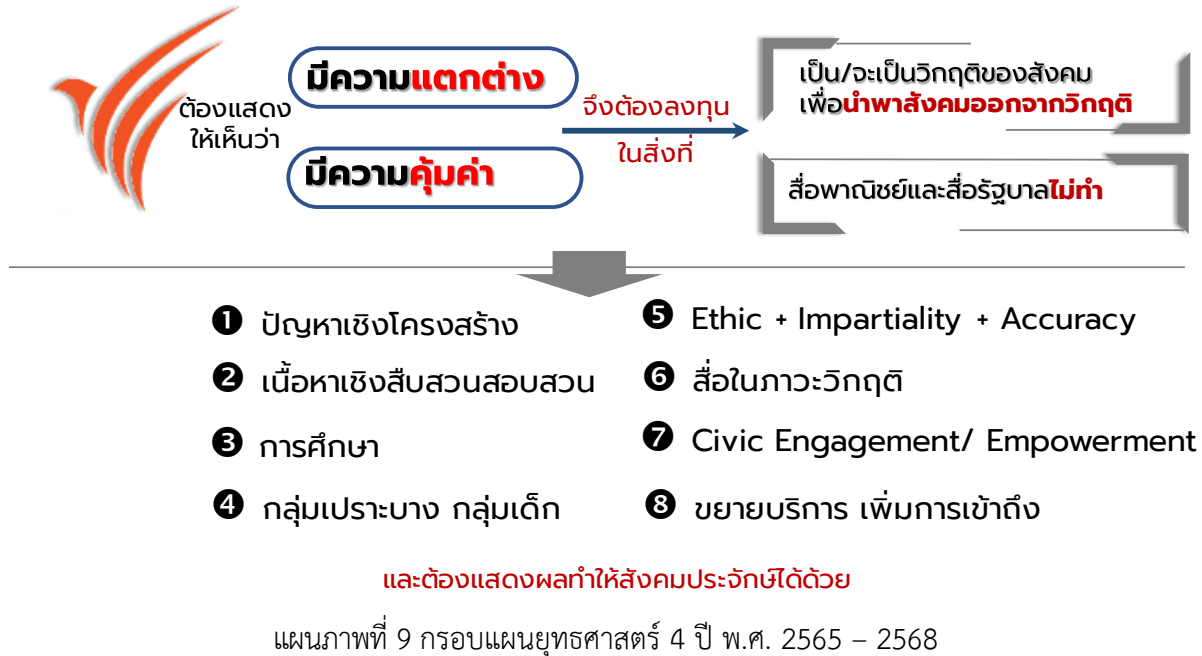 ต้องแสดง
ให้เห็นว่า
มีความแตกต่าง
มีความคุ้มค่า
จึงต้องลงทุน
ในสิ่งที่
เป็น/จะเป็นวิกฤติของสังคม
เพื่อนำพาสังคมออกจากวิกฤติ
สื่อพาณิชย์และสื่อรัฐบาลไม่ทำ
❶ ปัญหาเชิงโครงสร้าง
❷ เนื้อหาเชิงสืบสวนสอบสวน
❸ การศึกษา
❹ กลุ่มเปราะบาง กลุ่มเด็ก
❺ Ethic + Impartiality + Accuracy
❻ สื่อในภาวะวิกฤติ
❼ Civic Engagement/ Empowerment
❽ ขยายบริการ เพิ่มการเข้าถึง
และต้องแสดงผลทำให้สังคมประจักษ์ได้ด้วย
แผนภาพที่ 9 กรอบแผนยุทธศาสตร์ 4 ปี พ.ศ. 2565 – 2568